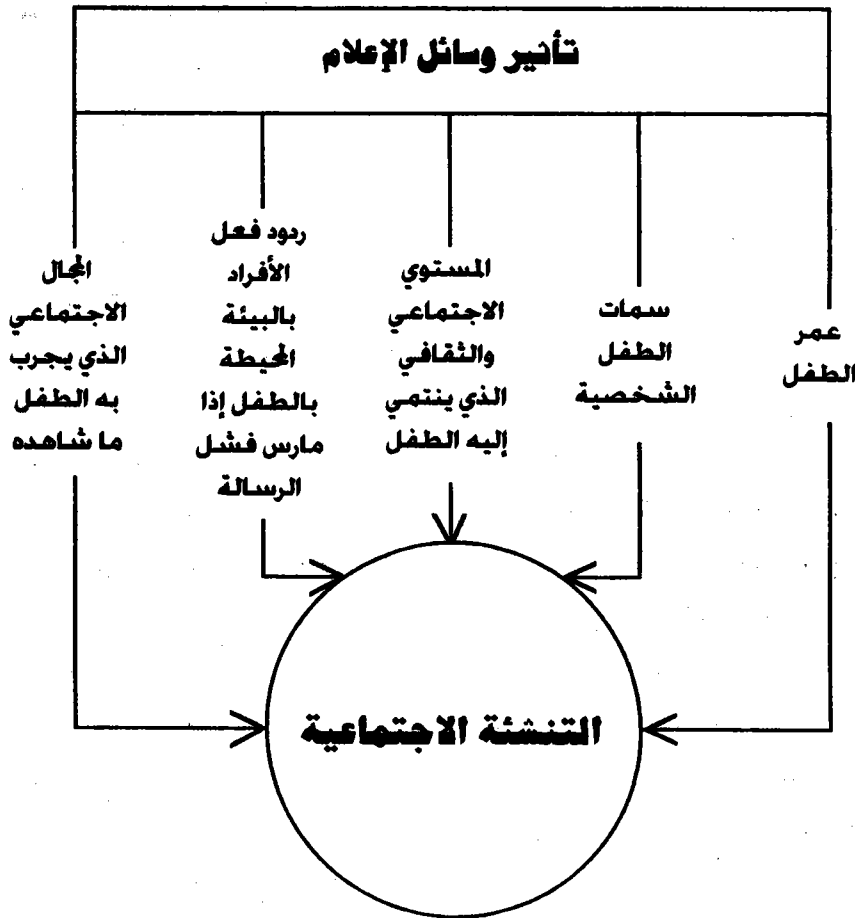 تأثير وسائل الإعلام
عمر
الطفل
سمات
الطفل
الشخصية
المستوي
الاجتماعي
والثقافي
الذي ينتمي
إليه الطفل
ردود فعل
الأفراد
بالبيئة
المحيطة
بالطفل إذا
مارس فشل
الرسالة
المجال
الاجتماعي
الذي يجرب
به الطفل
ما شاهده
التنشئة الاجتماعية